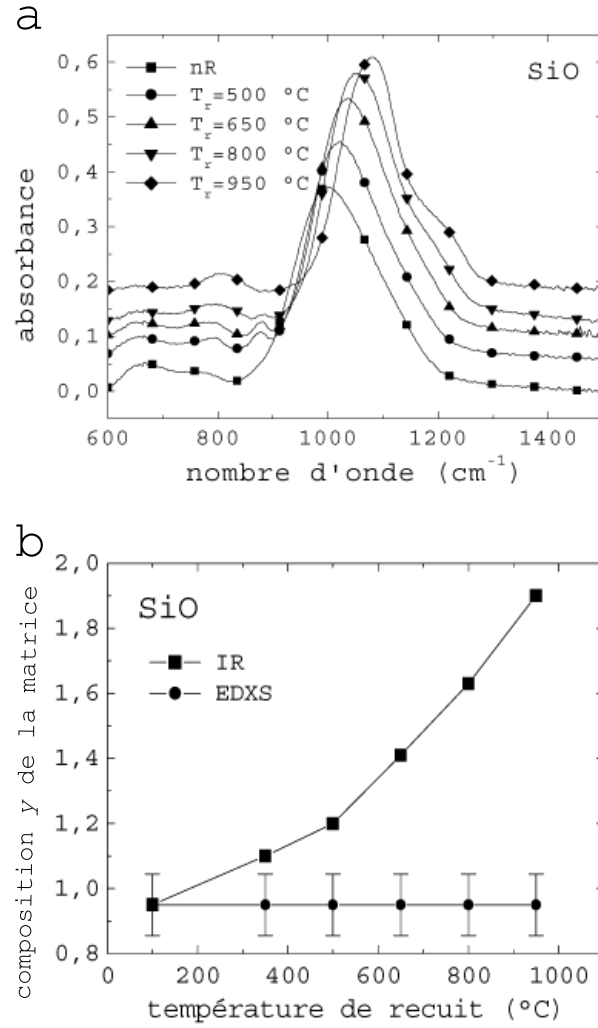 a
absorbance
0,6
0,5
0,4
0,3
0,2
0,1
0,0
nR
Tr=500 °C
Tr=650 °C
Tr=800 °C
Tr=950 °C
SiO
600 800 1000 1200 1400
nombre d'onde (cm-1)
b
composition y de la matrice
2,0
1,8
1,6
1,4
1,2
1,0
0,8
SiO
IR
EDXS
0 200 400 600 800 1000
température de recuit (°C)